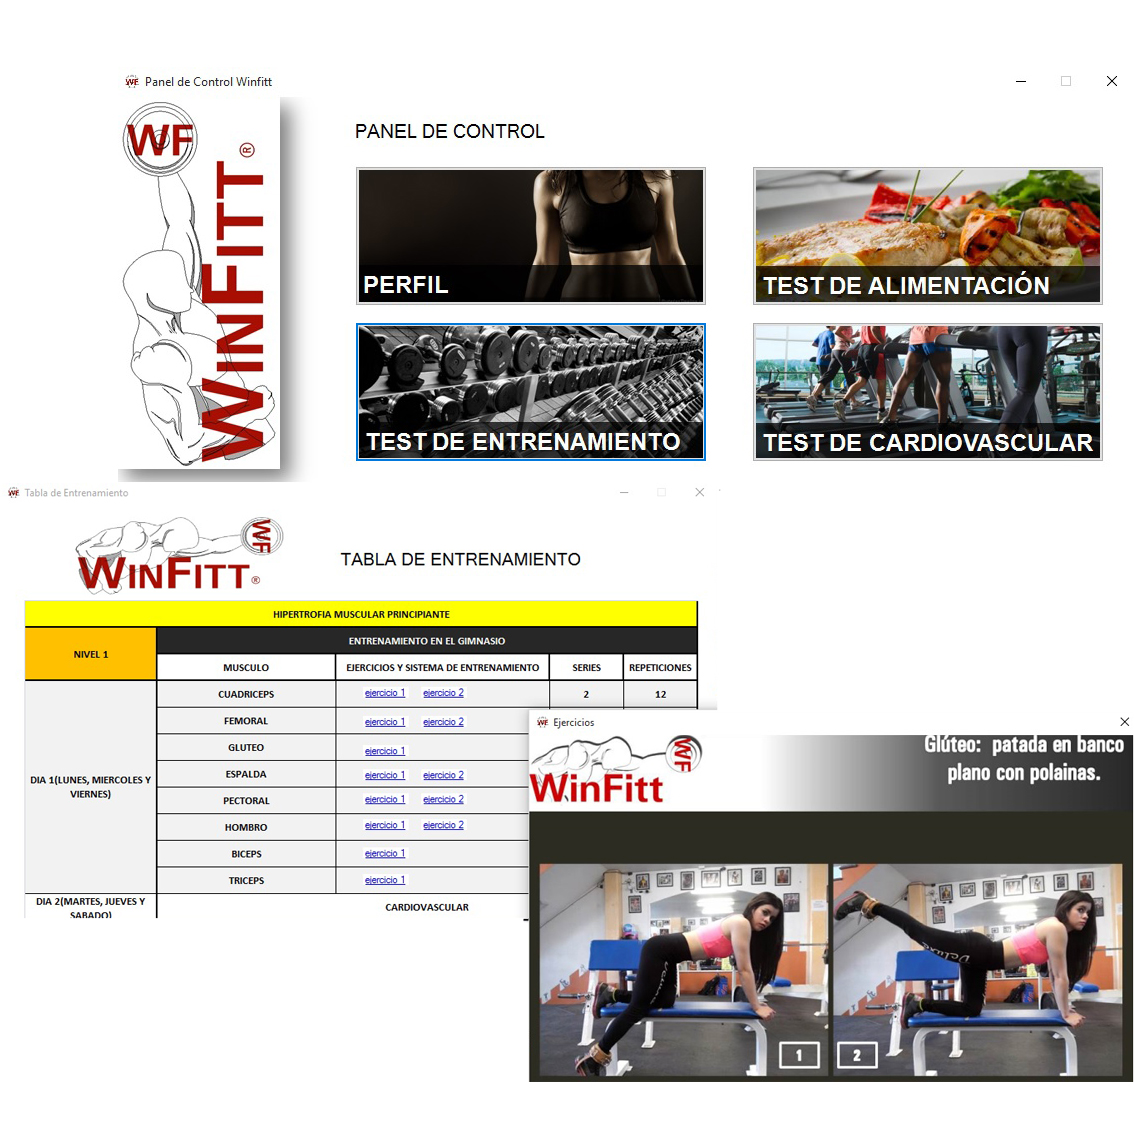 WF Panel de Control Winfitt
WF
WINFITT ®
PANEL DE CONTROL
PERFIL
TEST DE ALIMENTACIÓN
TEST DE ENTRENAMIENTO
TEST DE CARDIOVASCULAR
WF Tabla de Entrenamiento
WF
WINFITT ®
TABLA DE ENTRENAMIENTO
HIPERTROFIA MUSCULAR PRINCIPIANTE
NIVEL 1
ENTRENAMIENTO EN EL GIMNASIO
MUSCULO EJERCICIOS Y SISTEMA DE ENTRENAMIENTO SERIES REPETICIONES
DIA 1(LUNES, MIERCOLES Y
VIERNES)
CUADRICEPS ejercicio 1 ejercicio 2 2 12
FEMORAL ejercicio 1 ejercicio 2
GLUTEO ejercicio 1
ESPALDA ejercicio 1 ejercicio 2
PECTORAL ejercicio 1 ejercicio 2
HOMBRO ejercicio 1 ejercicio 2
BICEPS ejercicio 1
TRICEPS ejercicio 1
DIA 2(MARTES, JUEVES Y
SABADO)
CARDIOVASCULAR
WF Ejercicios
WF
WinFitt
Glúteo: patada en banco
plano con polainas.
Deluxe
1
Deluxe
2